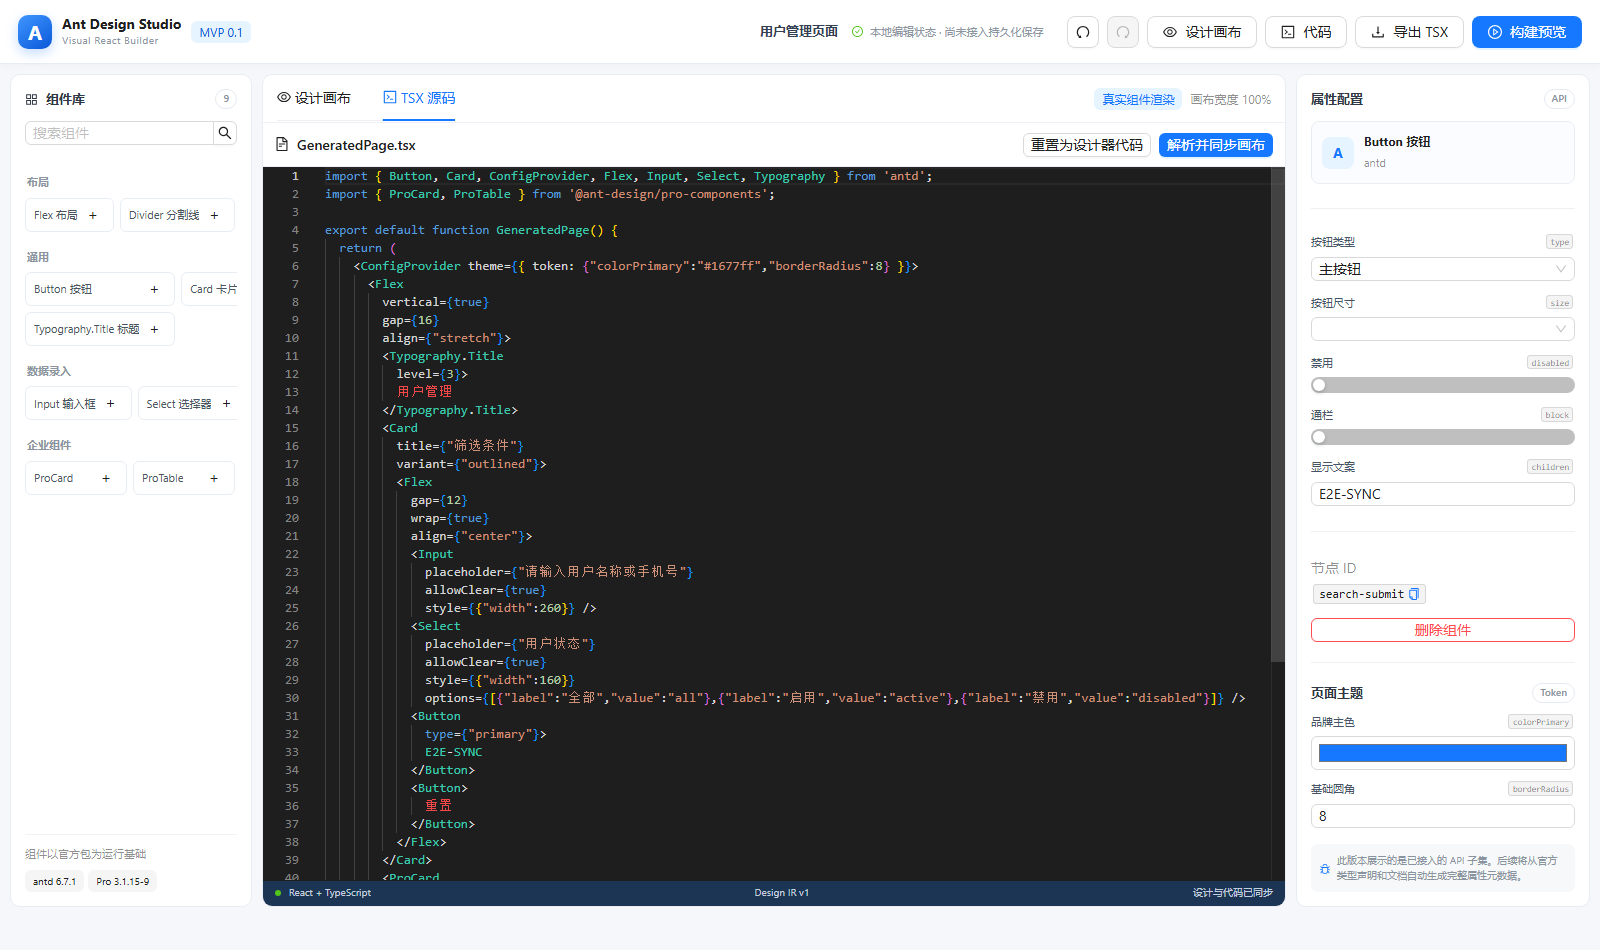 A
Ant Design Studio
Visual React Builder
MVP 0.1
用户管理页面
本地编辑状态 · 尚未接入持久化保存
设计画布
代码
导出 TSX
构建预览
组件库
9
搜索组件
布局
Flex 布局 +
Divider 分割线 +
通用
Button 按钮 +
Card 卡片
Typography.Title 标题 +
数据录入
Input 输入框 +
Select 选择器 +
企业组件
ProCard +
ProTable +
组件以官方包为运行基础
antd 6.7.1
Pro 3.1.15-9
设计画布
TSX 源码
真实组件渲染
画布宽度 100%
GeneratedPage.tsx
重置为设计器代码
解析并同步画布
1 import { Button, Card, ConfigProvider, Flex, Input, Select, Typography } from 'antd';
2 import { ProCard, ProTable } from '@ant-design/pro-components';
3
4 export default function GeneratedPage() {
5 return (
6 <ConfigProvider theme={{ token: {"colorPrimary":"#1677ff","borderRadius":8} }}>
7 <Flex
8 vertical={true}
9 gap={16}
10 align={"stretch"}>
11 <Typography.Title
12 level={3}>
13 用户管理
14 </Typography.Title>
15 <Card
16 title={"筛选条件"}
17 variant={"outlined"}>
18 <Flex
19 gap={12}
20 wrap={true}
21 align={"center"}>
22 <Input
23 placeholder={"请输入用户名称或手机号"}
24 allowClear={true}
25 style={{"width":260}} />
26 <Select
27 placeholder={"用户状态"}
28 allowClear={true}
29 style={{"width":160}}
30 options={[{"label":"全部","value":"all"},{"label":"启用","value":"active"},{"label":"禁用","value":"disabled"}]} />
31 <Button
32 type={"primary"}>
33 E2E-SYNC
34 </Button>
35 <Button>
36 重置
37 </Button>
38 </Flex>
39 </Card>
40 <ProCard
React + TypeScript
Design IR v1
设计与代码已同步
属性配置
API
A
Button 按钮
antd
按钮类型
type
主按钮
按钮尺寸
size
禁用
disabled
通栏
block
显示文案
children
E2E-SYNC
节点 ID
search-submit
删除组件
页面主题
Token
品牌主色
colorPrimary
基础圆角
borderRadius
8
此版本展示的是已接入的 API 子集。后续将从官方
类型声明和文档自动生成完整属性元数据。